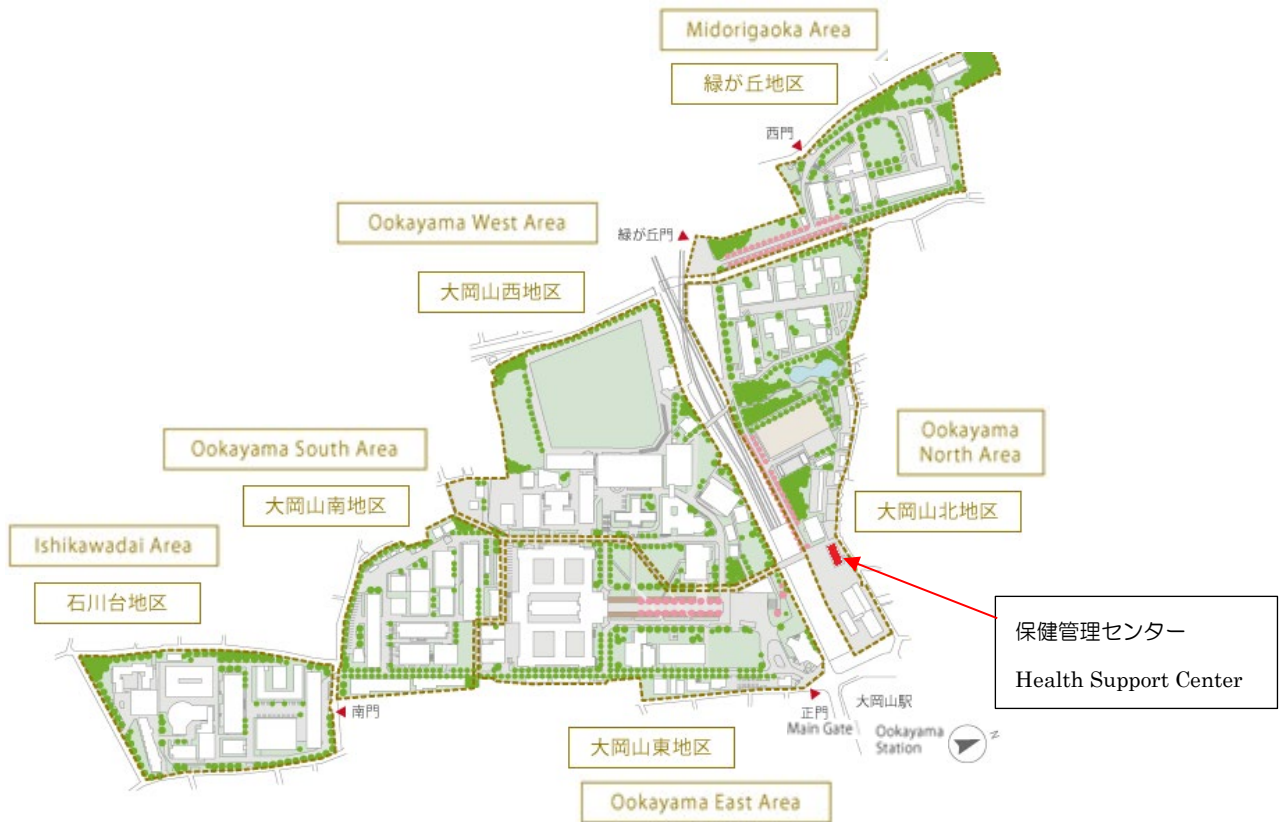 Midorigaoka Area
緑が丘地区
西門
Ookayama West Area
緑が丘門
大岡山西地区
Ookayama South Area
大岡山南地区
Ookayama
North Area
大岡山北地区
Ishikawadai Area
石川台地区
保健管理センター
Health Support Center
南門
正門
Main Gate
大岡山駅
Ookayama
Station
N
大岡山東地区
Ookayama East Area